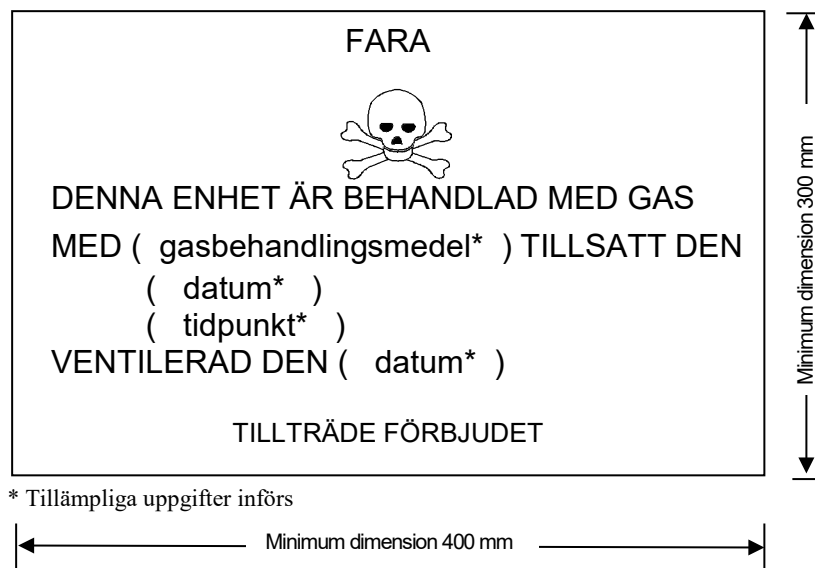 FARA
DENNA ENHET ÄR BEHANDLAD MED GAS
MED ( gasbehandlingsmedel* ) TILLSATT DEN
( datum* )
( tidpunkt* )
VENTILERAD DEN ( datum* )
TILLTRÄDE FÖRBJUDET
* Tillämpliga uppgifter införs
Minimum dimension 400 mm
Minimum dimension 300 mm